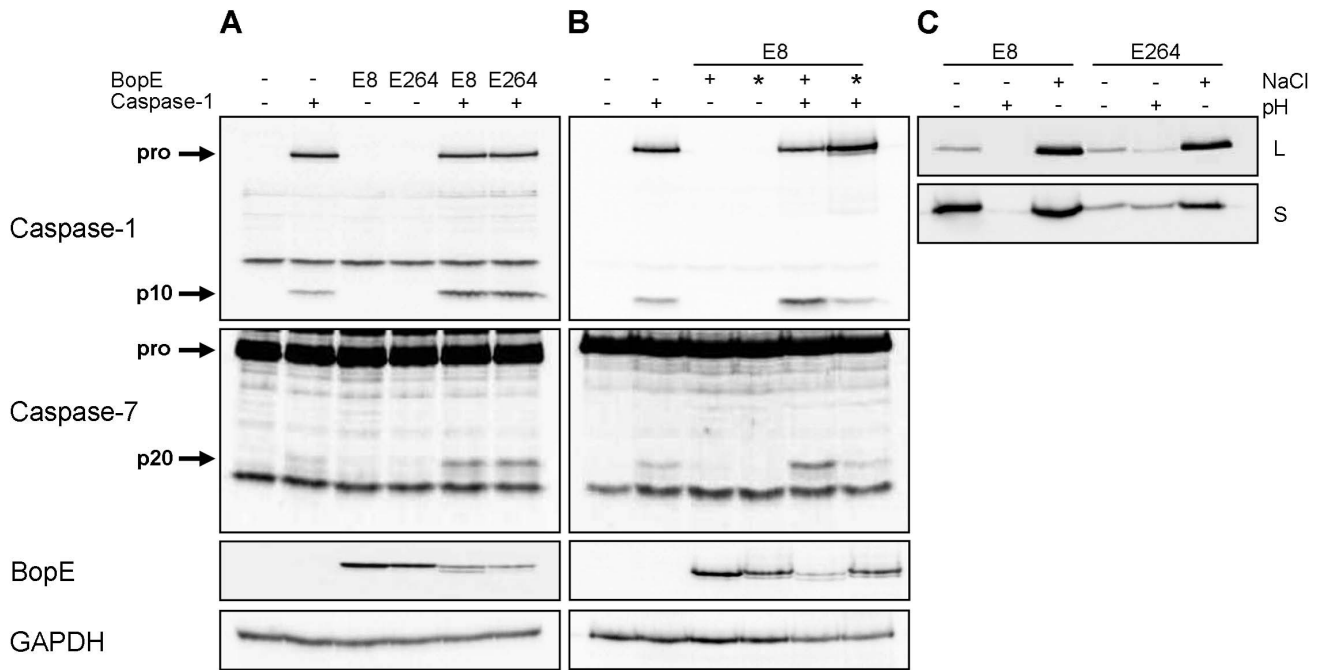 A B C
E8
BopE - - E8 E264 E8 E264
Caspase-1 - + - - + +
- - + * + *
- + - - + +
E8 E264
- - + - - + NaCl
- + - - + - pH
pro
Caspase-1
p10
L
S
pro
Caspase-7
p20
BopE
GAPDH